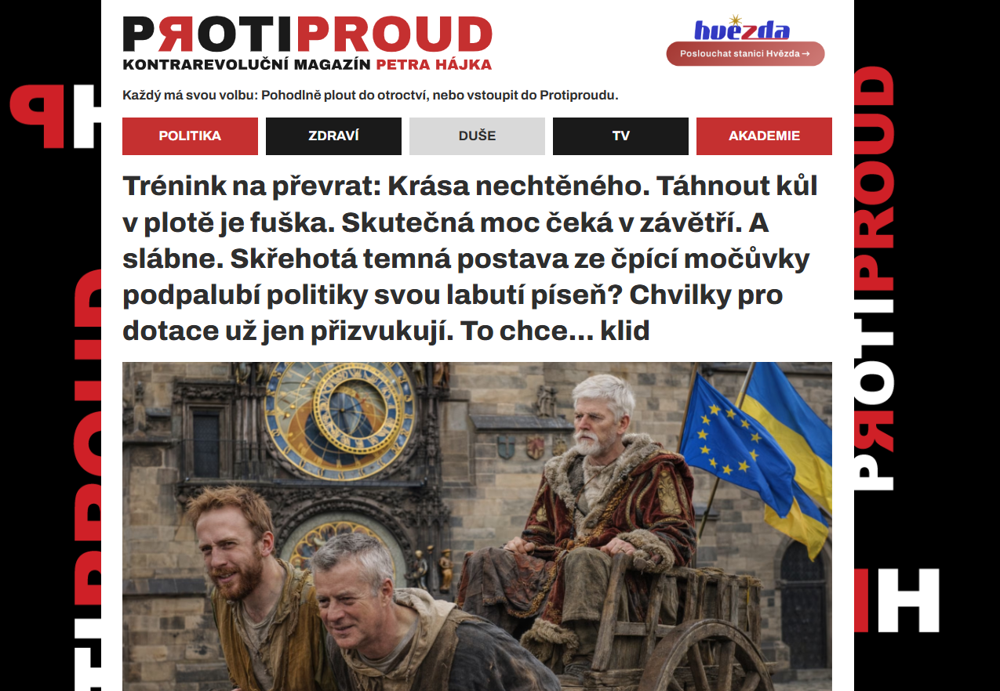 PЯOTIPROUD
KONTRAREVOLUČNÍ MAGAZÍN PETRA HÁJKA
hvězda
Poslouchat stanici Hvězda →
Každý má svou volbu: Pohodlně plout do otroctví, nebo vstoupit do Protiproudu.
POLITIKA
ZDRAVÍ
DUŠE
TV
AKADEMIE
Trénink na převrat: Krása nechtěného. Táhnout kůl
v plotě je fuška. Skutečná moc čeká v závětří. A
slábne. Skřehotá temná postava ze čpící močůvky
podpalubí politiky svou labutí píseň? Chvilky pro
dotace už jen přizvukují. To chce... klid
PЯOTIPROUD
H